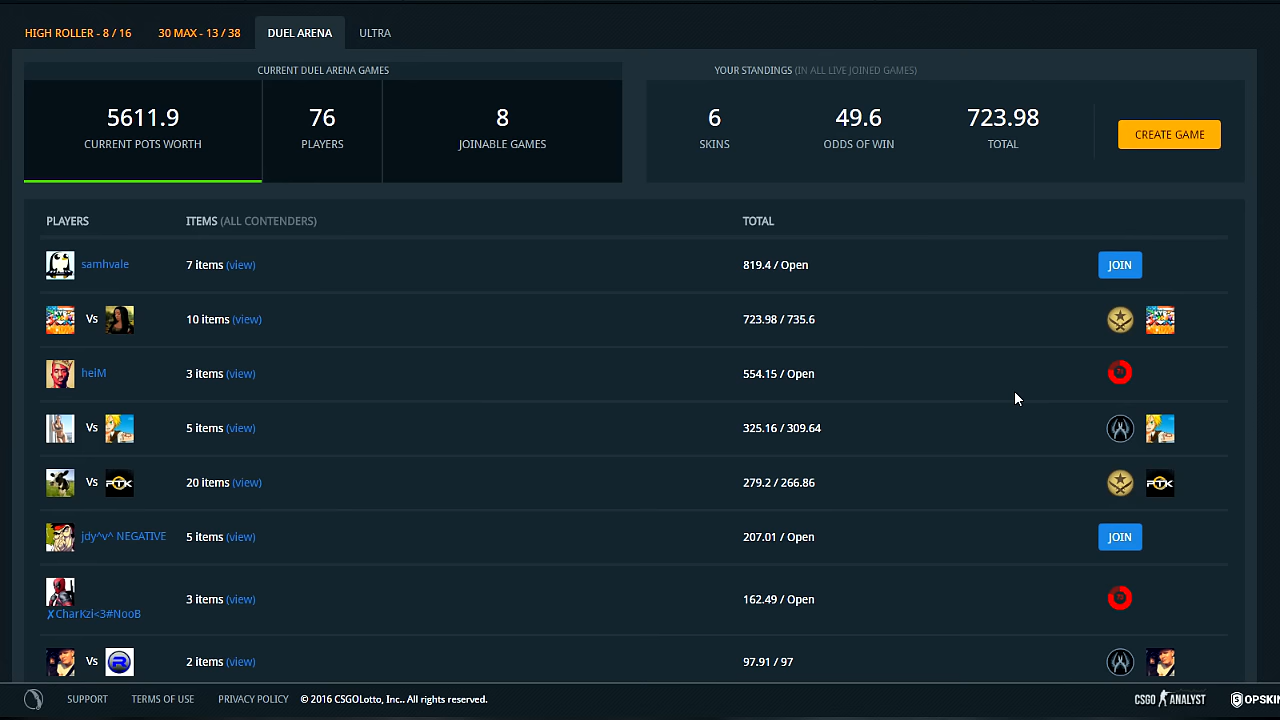 HIGH ROLLER - 8 / 16 30 MAX - 13 / 38 DUEL ARENA ULTRA
CURRENT DUEL ARENA GAMES
5611.9 76 8
CURRENT POTS WORTH PLAYERS JOINABLE GAMES
YOUR STANDINGS (IN ALL LIVE JOINED GAMES)
6 49.6 723.98
SKINS ODDS OF WIN TOTAL
CREATE GAME
PLAYERS ITEMS (ALL CONTENDERS) TOTAL
samhvale 7 items (view) 819.4 / Open JOIN
Vs 10 items (view) 723.98 / 735.6
heiM 3 items (view) 554.15 / Open
Vs 5 items (view) 325.16 / 309.64
Vs PTK 20 items (view) 279.2 / 266.86 PTK
jdy^v^ NEGATIVE 5 items (view) 207.01 / Open JOIN
✗CharKzi<3#NooB 3 items (view) 162.49 / Open
Vs R 2 items (view) 97.91 / 97
SUPPORT TERMS OF USE PRIVACY POLICY © 2016 CSGOLotto, Inc.. All rights reserved. CSGO ANALYST OPSKIN